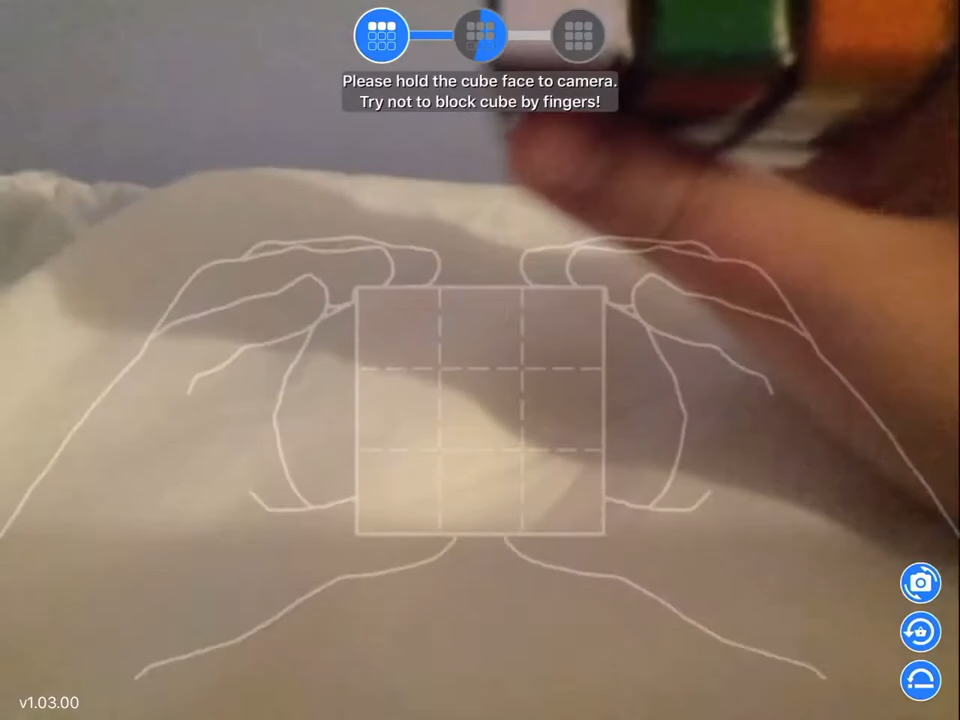 Please hold the cube face to camera.
Try not to block cube by fingers!
v1.03.00